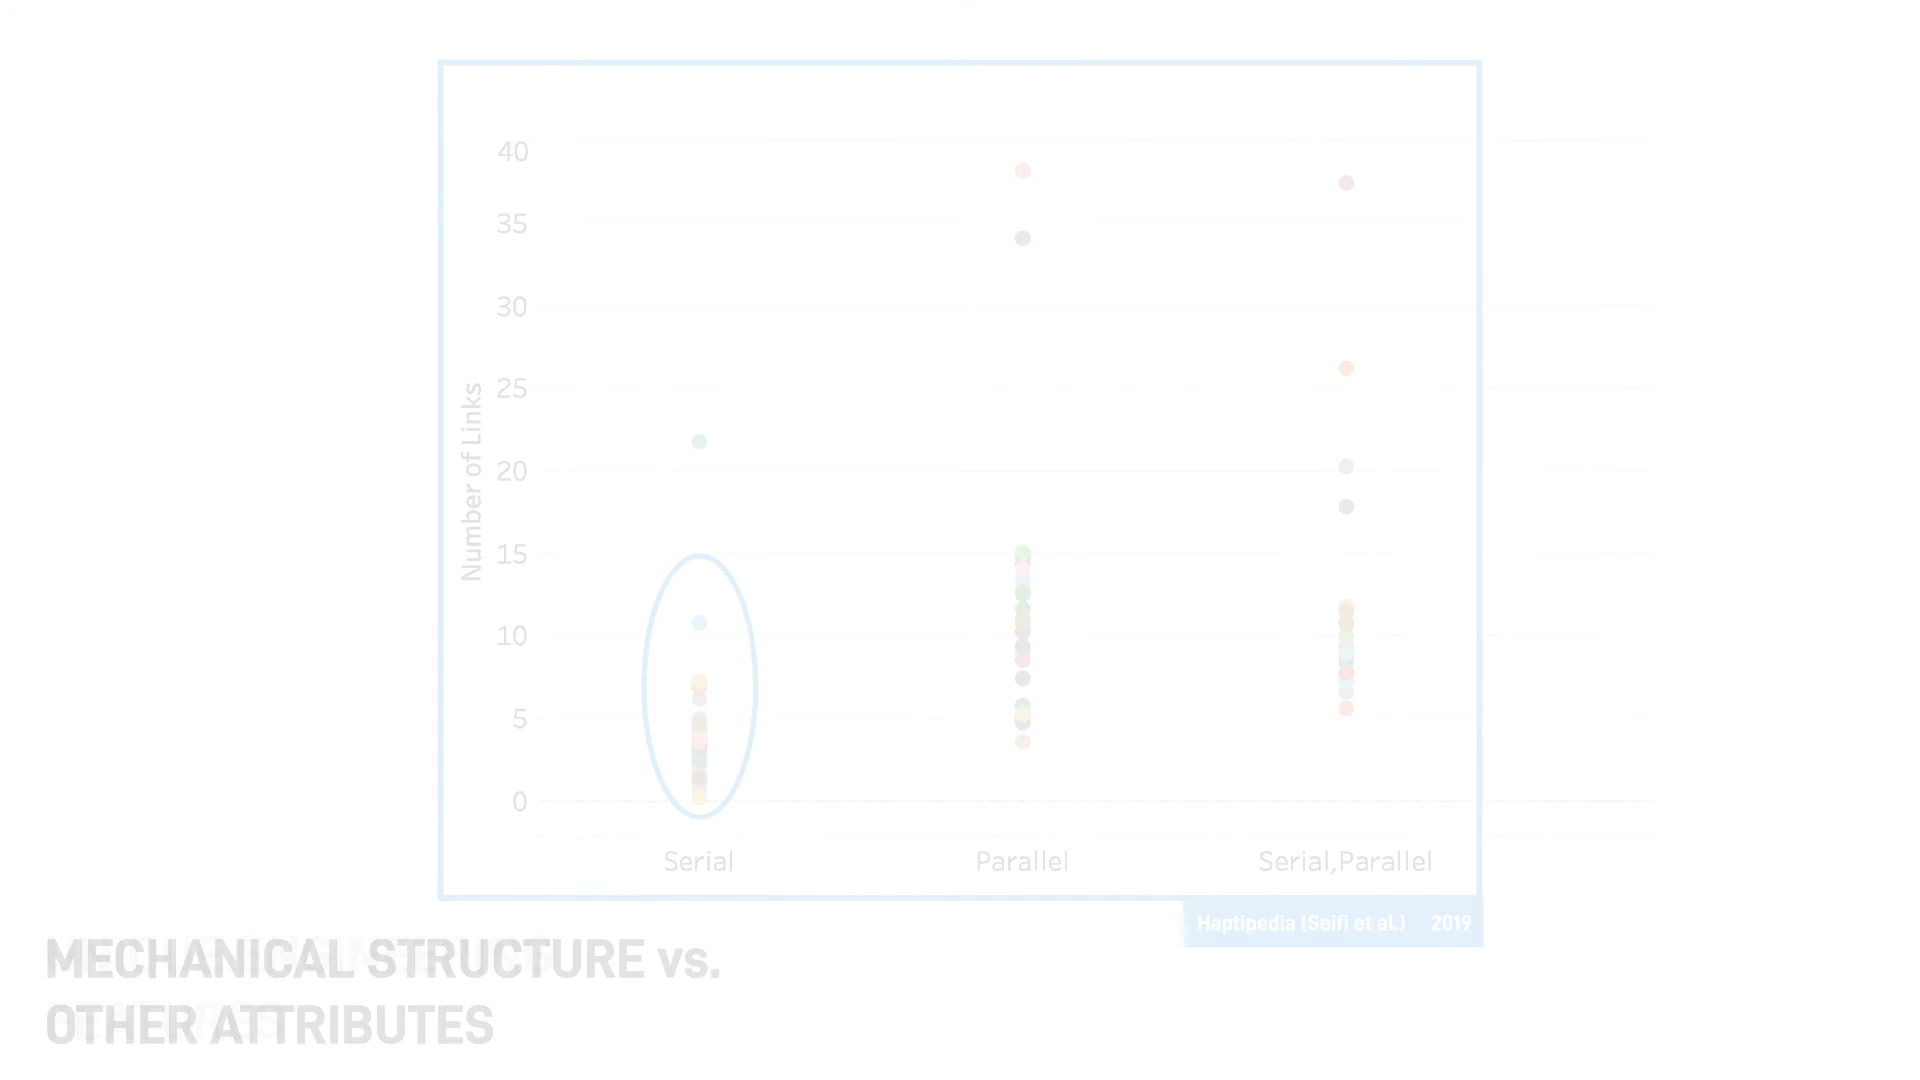 40
35
30
25
20
15
10
5
0
Number of Links
Serial
Parallel
Serial,Parallel
Haptipedia (Seifi et al.) 2019
MECHANICAL STRUCTURE vs.
OTHER ATTRIBUTES